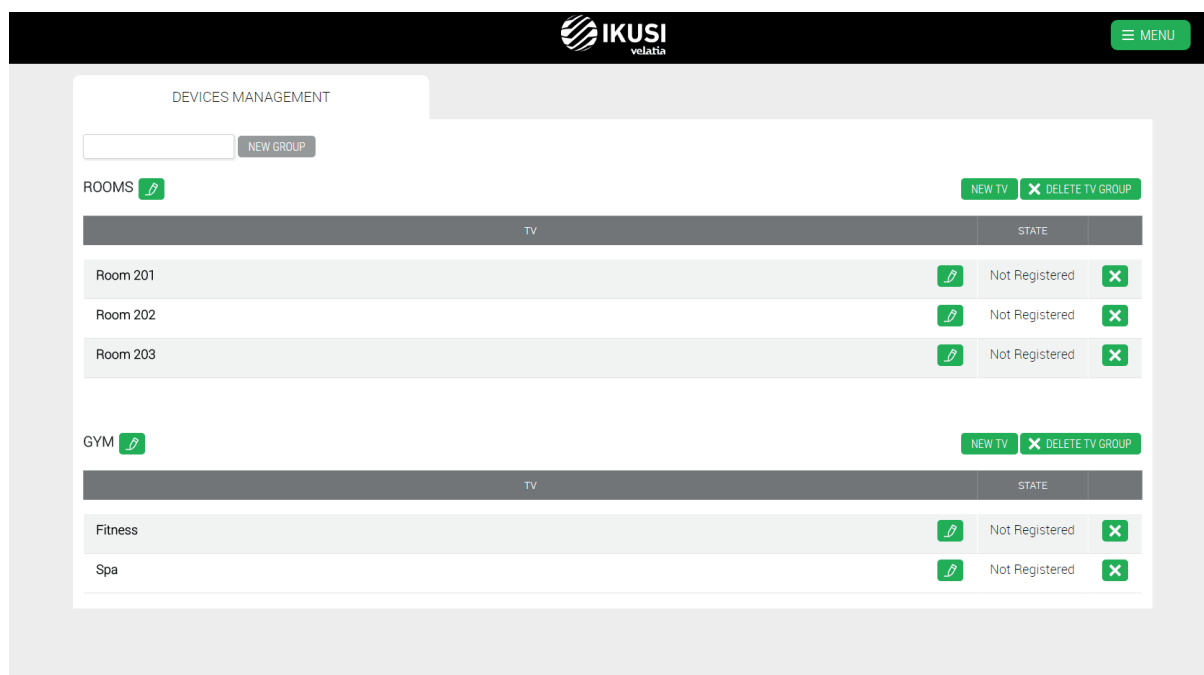 IKUSI
velatia
MENU
DEVICES MANAGEMENT
NEW GROUP
ROOMS NEW TV DELETE TV GROUP
TV STATE
Room 201 Not Registered
Room 202 Not Registered
Room 203 Not Registered
GYM NEW TV DELETE TV GROUP
TV STATE
Fitness Not Registered
Spa Not Registered